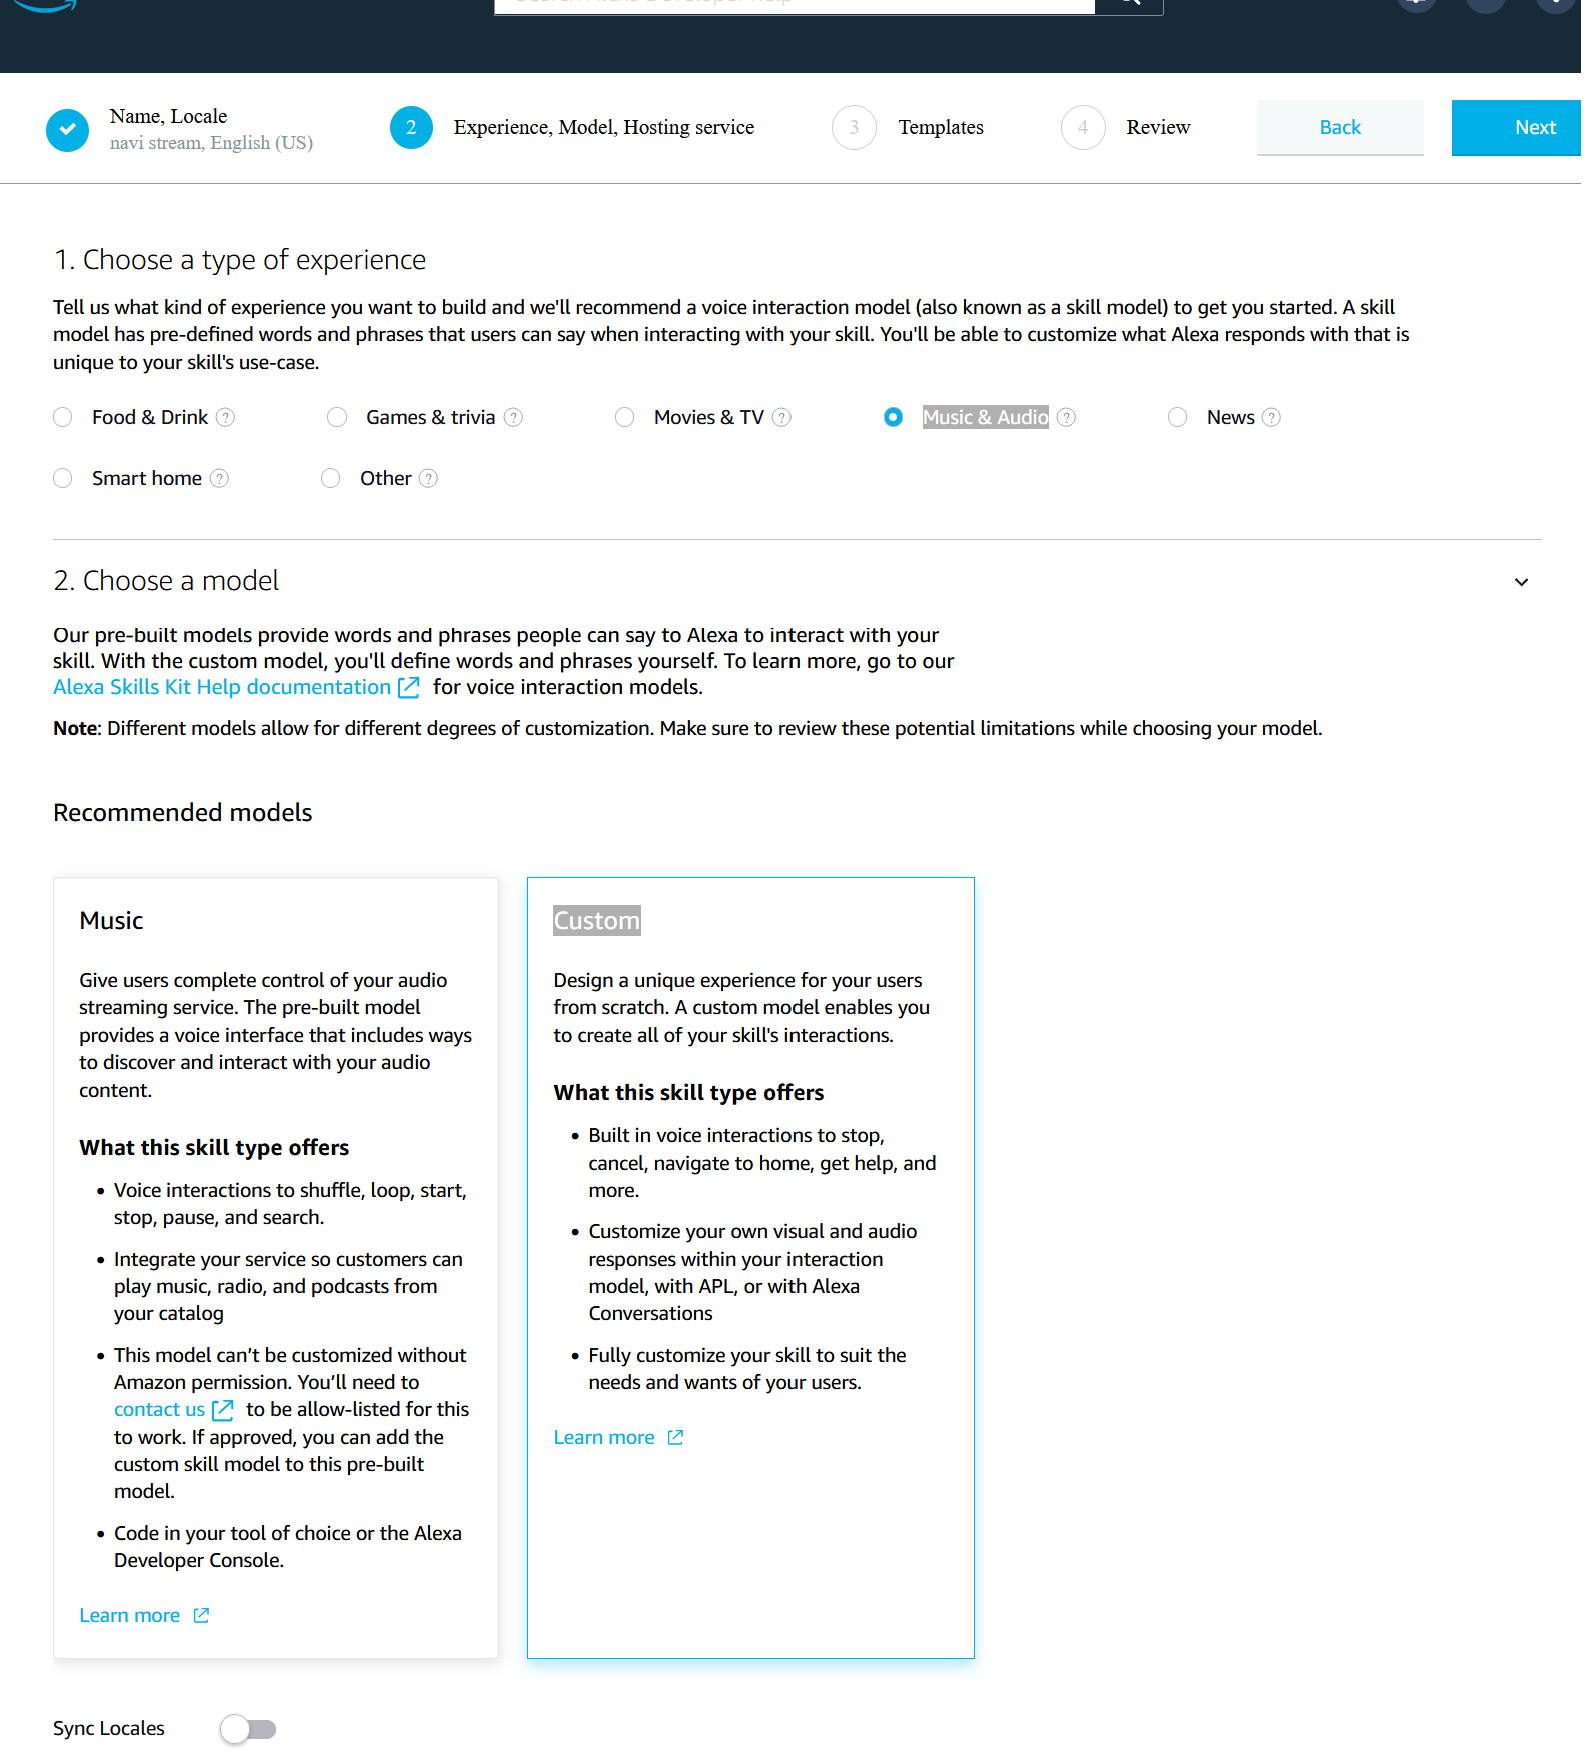 Name, Locale
navi stream, English (US)
2
Experience, Model, Hosting service
3
Templates
4
Review
Back
Next
1. Choose a type of experience
Tell us what kind of experience you want to build and we'll recommend a voice interaction model (also known as a skill model) to get you started. A skill
model has pre-defined words and phrases that users can say when interacting with your skill. You'll be able to customize what Alexa responds with that is
unique to your skill's use-case.
Food & Drink ?
Games & trivia ?
Movies & TV ?
Music & Audio ?
News ?
Smart home ?
Other ?
2. Choose a model
Our pre-built models provide words and phrases people can say to Alexa to interact with your
skill. With the custom model, you'll define words and phrases yourself. To learn more, go to our
Alexa Skills Kit Help documentation for voice interaction models.
Note: Different models allow for different degrees of customization. Make sure to review these potential limitations while choosing your model.
Recommended models
Music
Give users complete control of your audio
streaming service. The pre-built model
provides a voice interface that includes ways
to discover and interact with your audio
content.
What this skill type offers
• Voice interactions to shuffle, loop, start,
stop, pause, and search.
• Integrate your service so customers can
play music, radio, and podcasts from
your catalog
• This model can’t be customized without
Amazon permission. You’ll need to
contact us to be allow-listed for this
to work. If approved, you can add the
custom skill model to this pre-built
model.
• Code in your tool of choice or the Alexa
Developer Console.
Learn more
Custom
Design a unique experience for your users
from scratch. A custom model enables you
to create all of your skill's interactions.
What this skill type offers
• Built in voice interactions to stop,
cancel, navigate to home, get help, and
more.
• Customize your own visual and audio
responses within your interaction
model, with APL, or with Alexa
Conversations
• Fully customize your skill to suit the
needs and wants of your users.
Learn more
Sync Locales